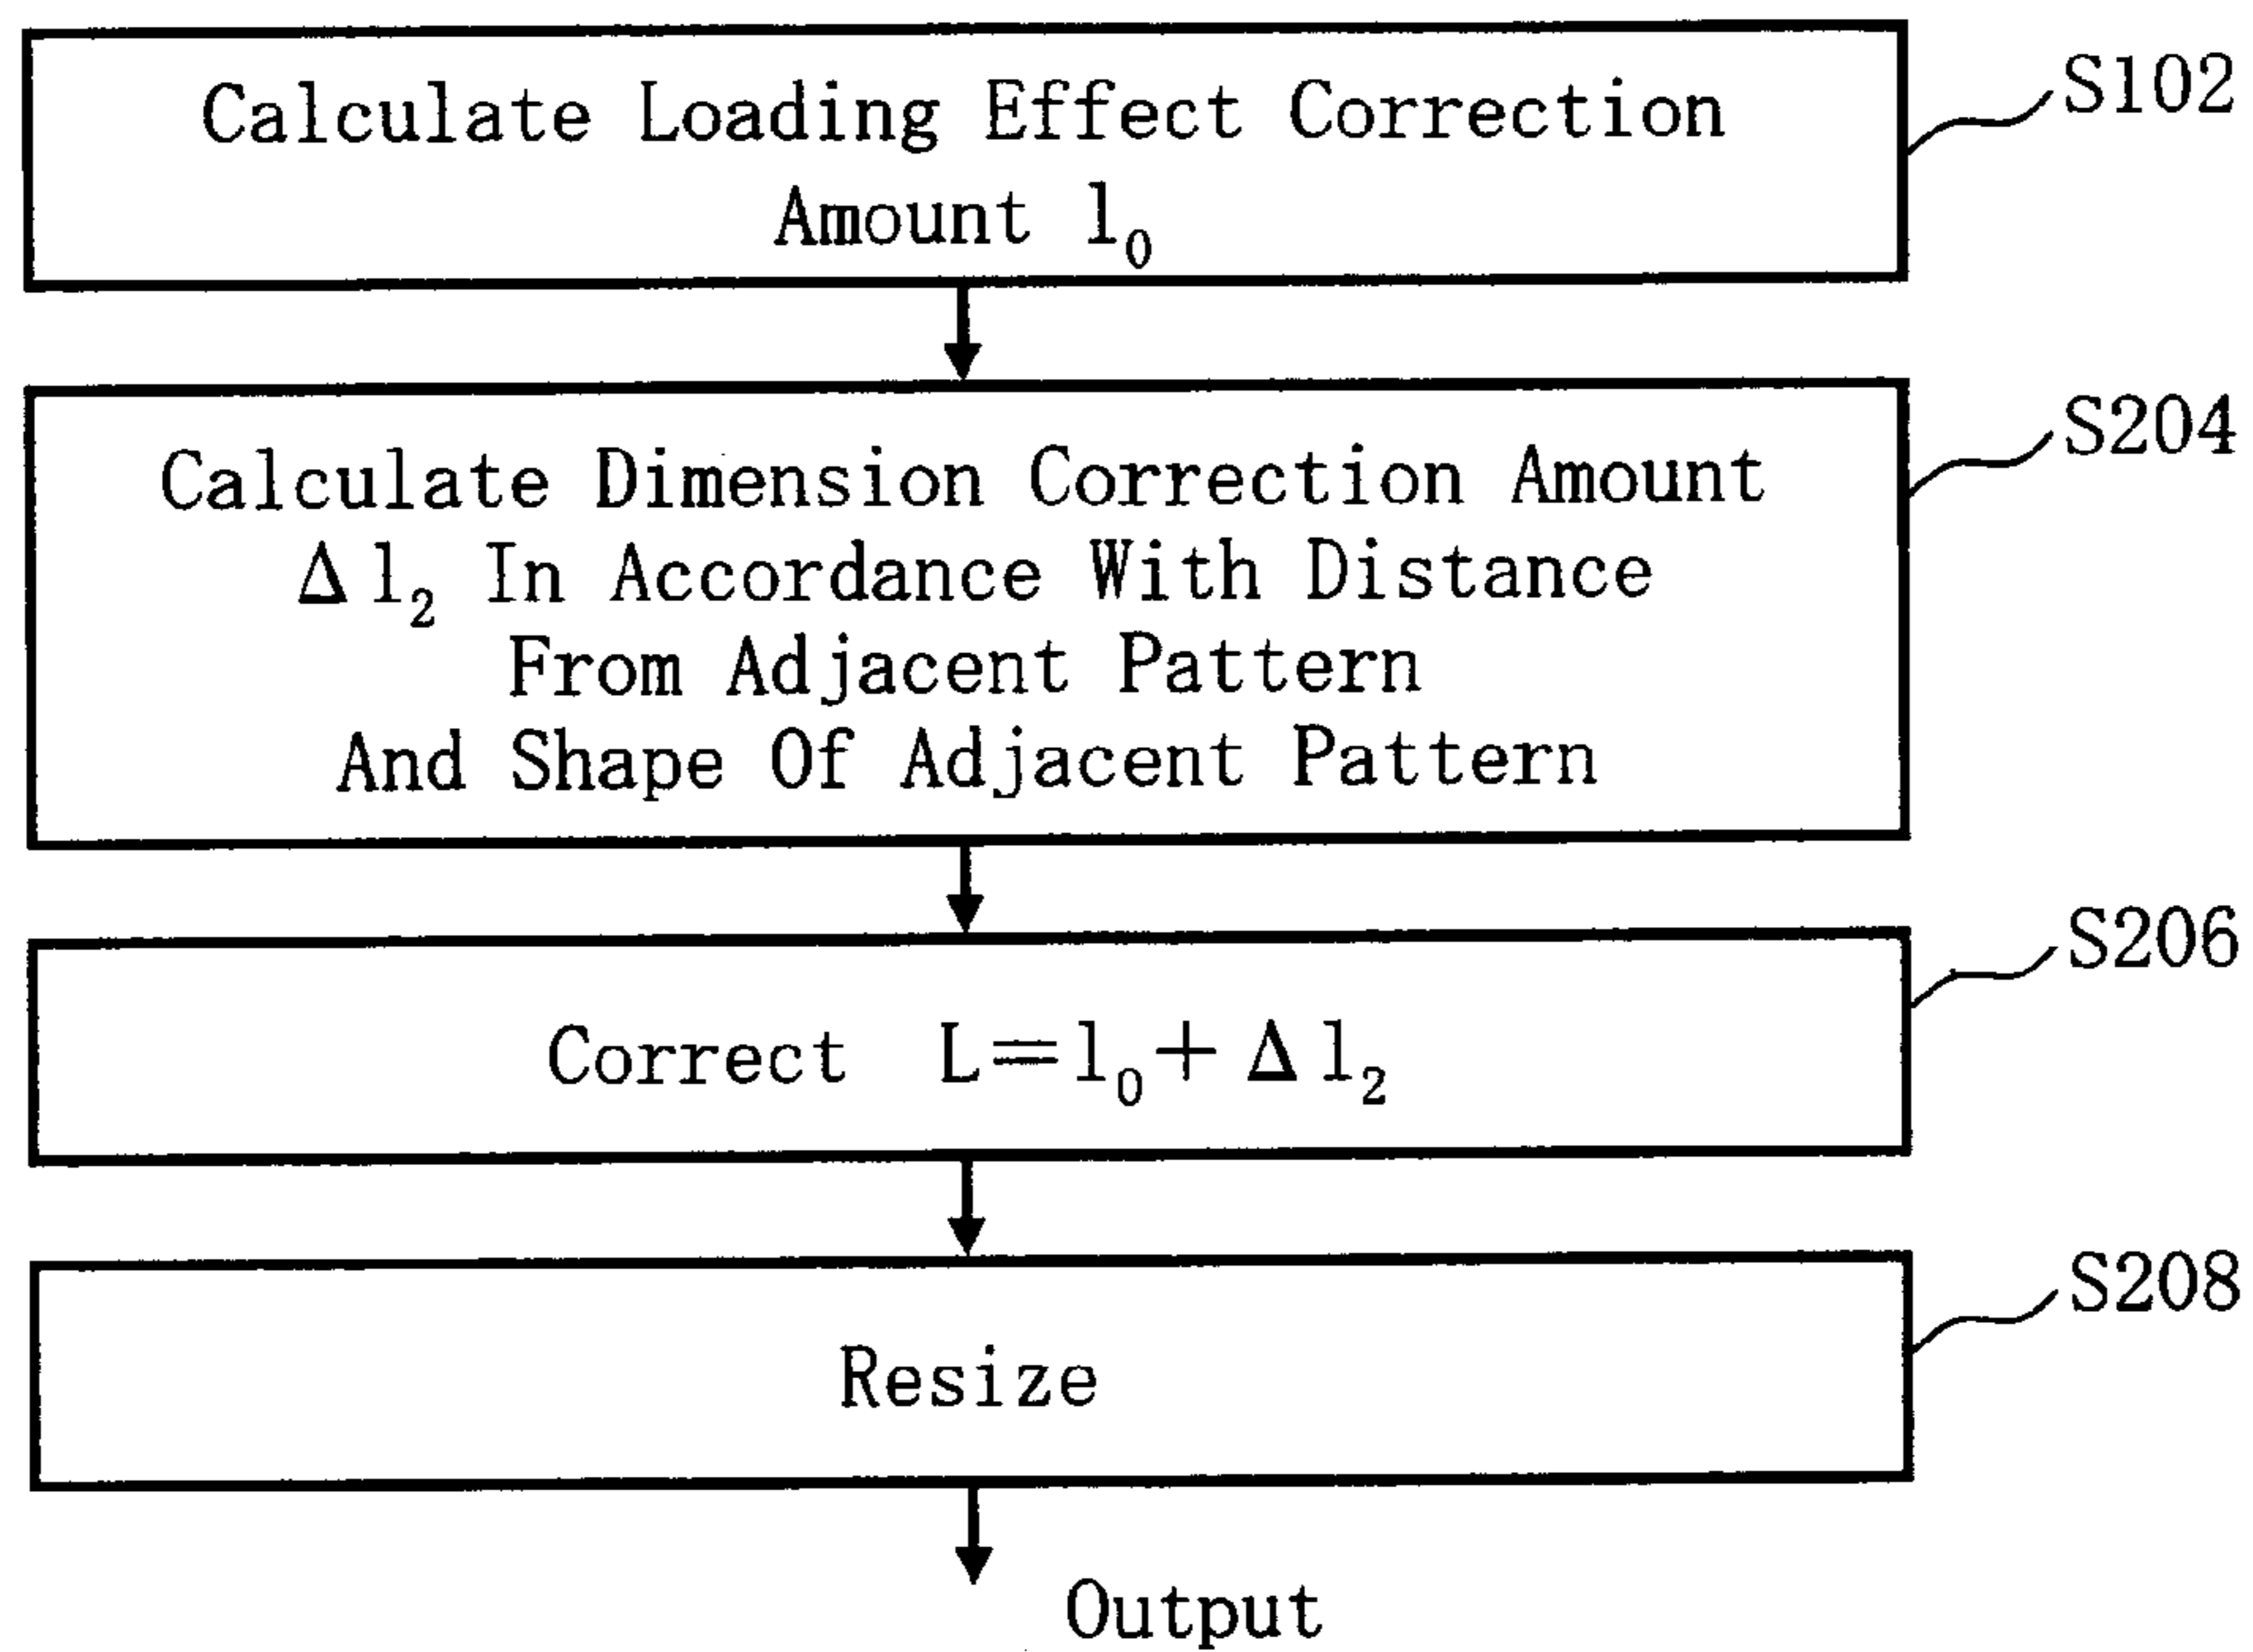 Calculate Loading Effect Correction
Amount l₀
S102
Calculate Dimension Correction Amount
Δl₂ In Accordance With Distance
From Adjacent Pattern
And Shape Of Adjacent Pattern
S204
Correct L=l₀+Δl₂
S206
Resize
S208
Output